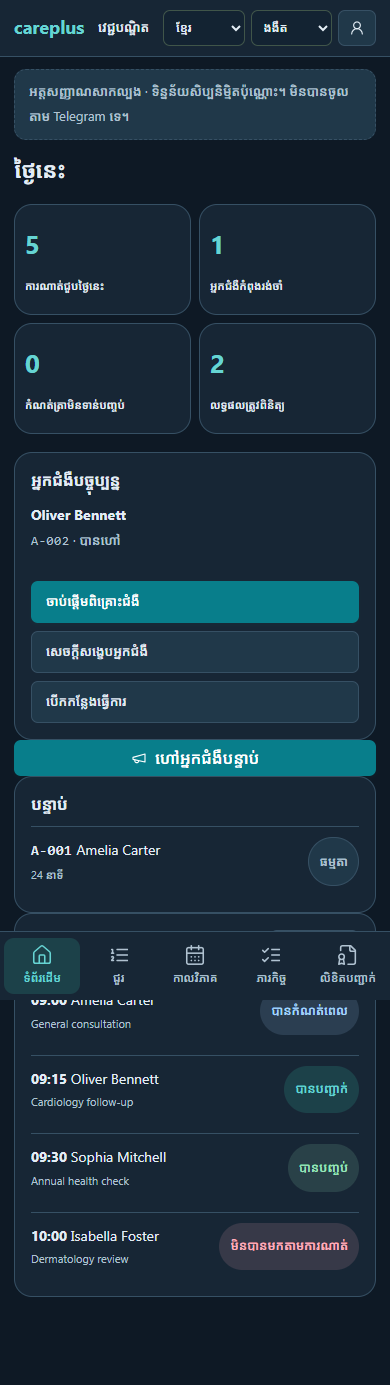 careplus វេជ្ជបណ្ឌិត ខ្មែរ ងងឹត
អត្តសញ្ញាណសាកល្បង · ទិន្នន័យសិប្បនិម្មិតប៉ុណ្ណោះ។ មិនបានចូល
តាម Telegram ទេ។
ថ្ងៃនេះ
5
ការណាត់ជួបថ្ងៃនេះ
1
អ្នកជំងឺកំពុងរង់ចាំ
0
កំណត់ត្រាមិនទាន់បញ្ចប់
2
លទ្ធផលត្រូវពិនិត្យ
អ្នកជំងឺបច្ចុប្បន្ន
Oliver Bennett
A-002 · បានហៅ
ចាប់ផ្តើមពិគ្រោះជំងឺ
សេចក្តីសង្ខេបអ្នកជំងឺ
បើកកន្លែងធ្វើការ
ហៅអ្នកជំងឺបន្ទាប់
បន្ទាប់
A-001 Amelia Carter
ធម្មតា
24 នាទី
ទំព័រដើម
ជួរ
កាលវិភាគ
ភារកិច្ច
លិខិតបញ្ជាក់
09:00 Amelia Carter
បានកំណត់ពេល
General consultation
09:15 Oliver Bennett
បានបញ្ជាក់
Cardiology follow-up
09:30 Sophia Mitchell
បានបញ្ចប់
Annual health check
10:00 Isabella Foster
មិនបានមកតាមការណាត់
Dermatology review